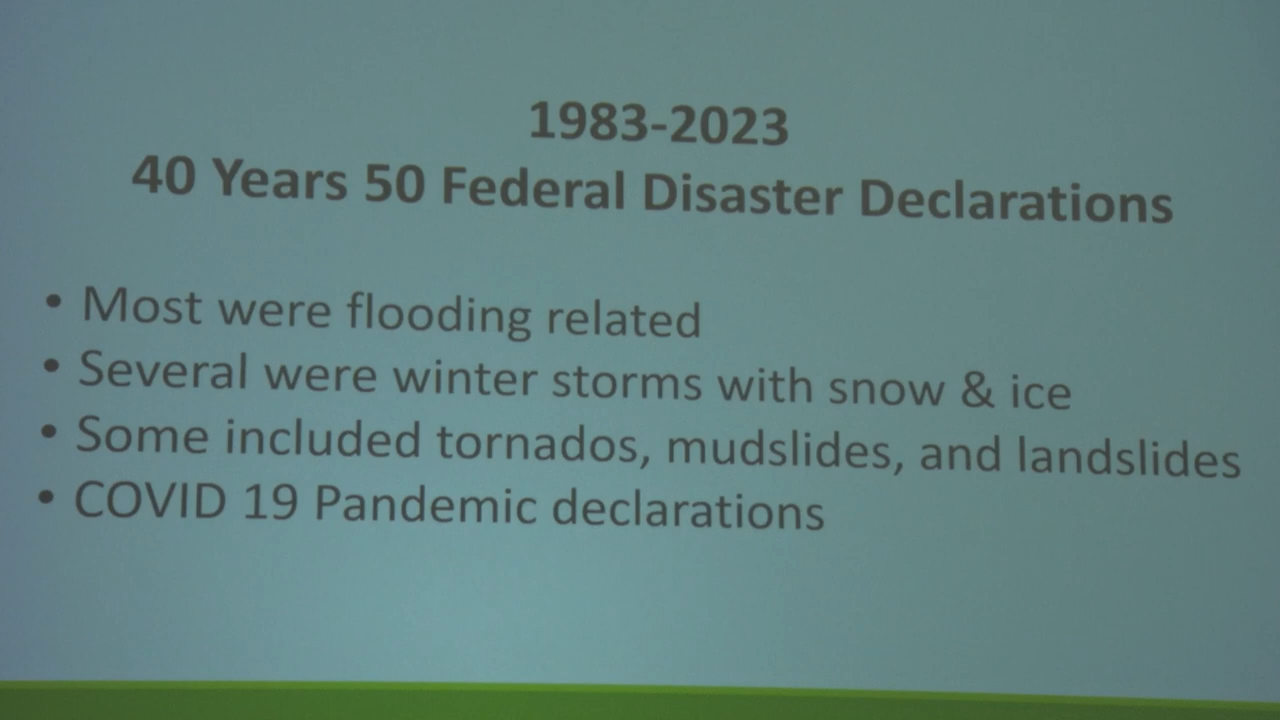 1983-2023
40 Years 50 Federal Disaster Declarations
• Most were flooding related
• Several were winter storms with snow & ice
• Some included tornados, mudslides, and landslides
• COVID 19 Pandemic declarations